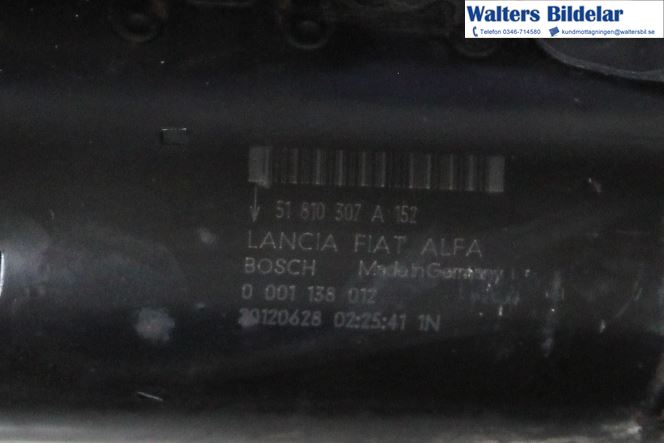 Walters Bildelar
Telefon 0346-714580 kundmottagningen@waltersbil.se
51 810 307 A 152
LANCIA FIAT ALFA
BOSCH Made in Germany
0 001 138 012
20120628 02:25:41 1N